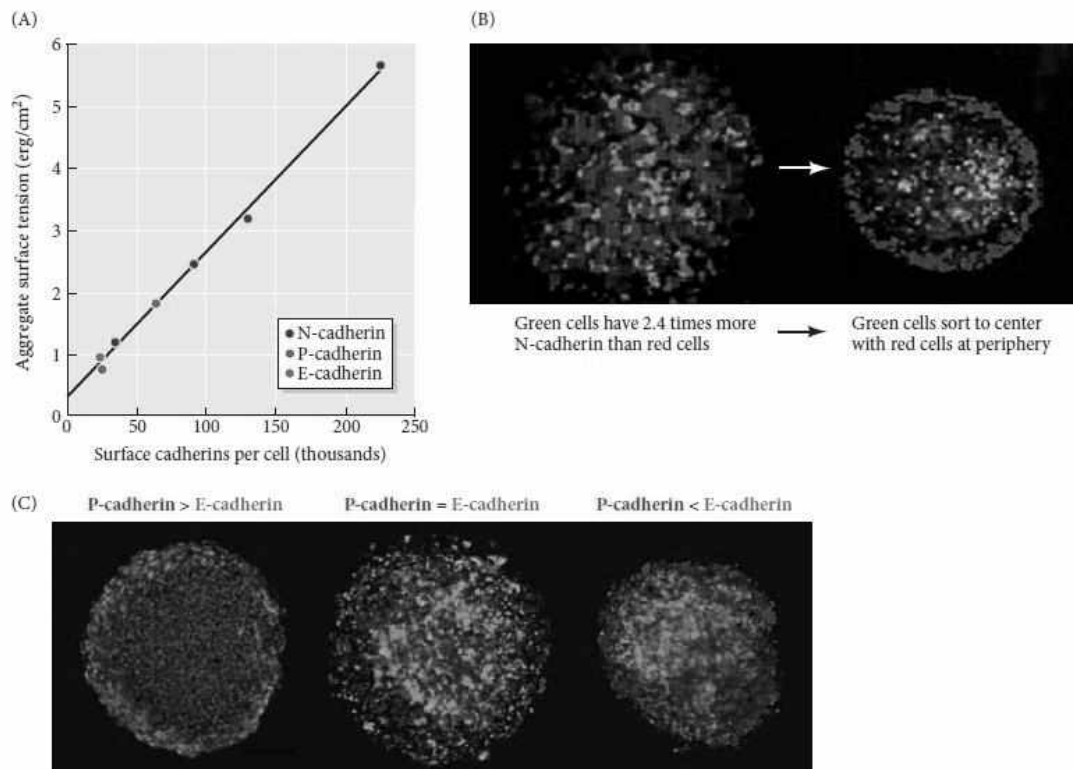 (A)
Aggregate surface tension (erg/cm²)
6
5
4
3
2
1
0
0 50 100 150 200 250
Surface cadherins per cell (thousands)
N-cadherin
P-cadherin
E-cadherin
(B)
Green cells have 2.4 times more
N-cadherin than red cells
Green cells sort to center
with red cells at periphery
(C)
P-cadherin > E-cadherin
P-cadherin = E-cadherin
P-cadherin < E-cadherin